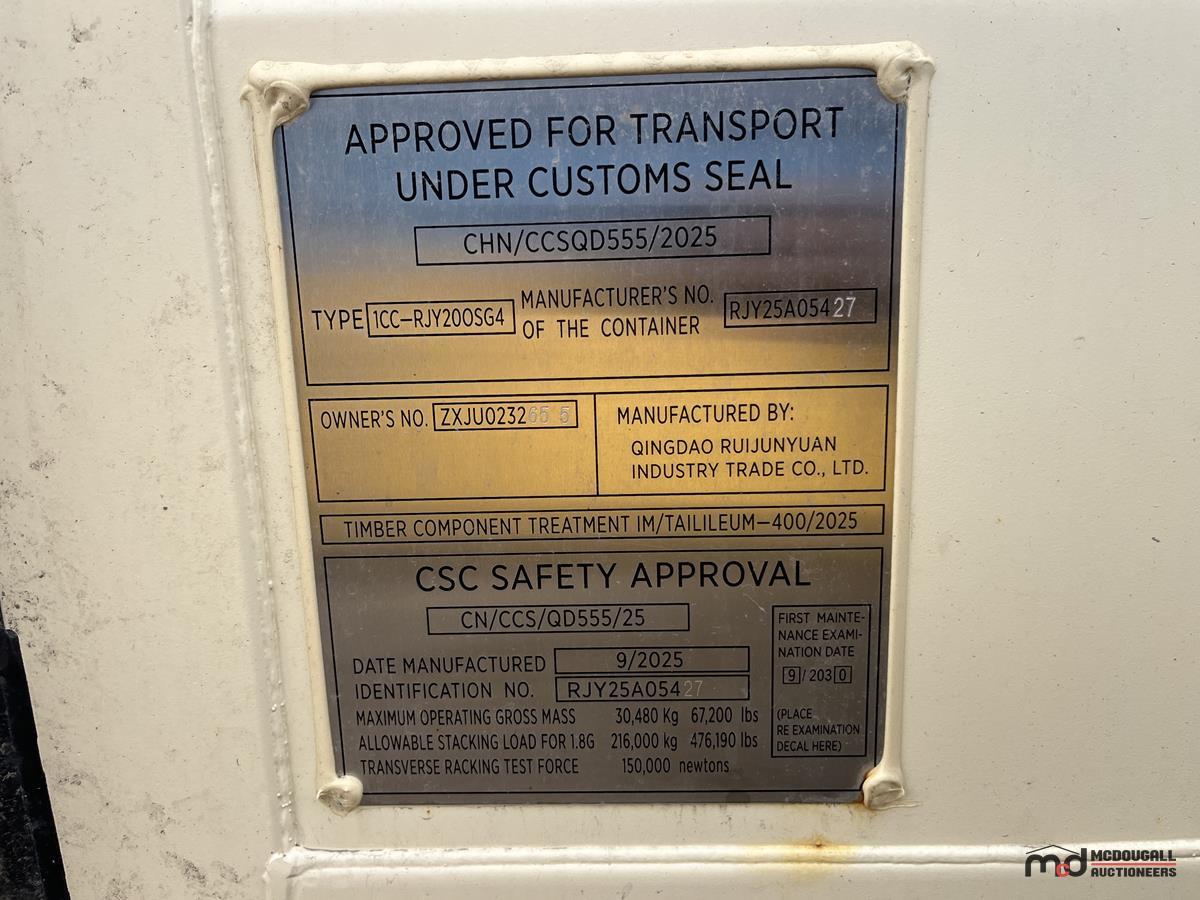 APPROVED FOR TRANSPORT
UNDER CUSTOMS SEAL
CHN/CCSQD555/2025
TYPE 1CC-RJY200SG4 MANUFACTURER'S NO. OF THE CONTAINER RJY25A05427
OWNER'S NO. ZXJU0232655
MANUFACTURED BY:
QINGDAO RUIJUNYUAN
INDUSTRY TRADE CO., LTD.
TIMBER COMPONENT TREATMENT IM/TAILILEUM-400/2025
CSC SAFETY APPROVAL
CN/CCS/QD555/25
DATE MANUFACTURED 9/2025
IDENTIFICATION NO. RJY25A05427
MAXIMUM OPERATING GROSS MASS 30,480 Kg 67,200 lbs
ALLOWABLE STACKING LOAD FOR 1.8G 216,000 kg 476,190 lbs
TRANSVERSE RACKING TEST FORCE 150,000 newtons
FIRST MAINTE-
NANCE EXAMI-
NATION DATE
9/2030
(PLACE
RE EXAMINATION
DECAL HERE)
mcd MCDOUGALL
AUCTIONEERS